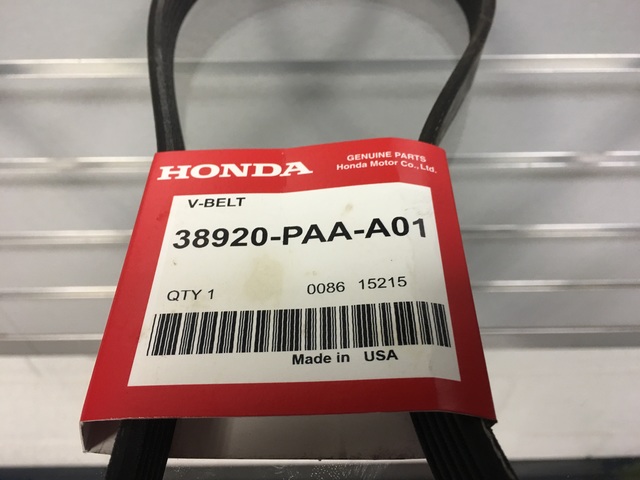 HONDA
GENUINE PARTS
Honda Motor Co., Ltd.
V-BELT
38920-PAA-A01
QTY 1 0086 15215
Made in USA